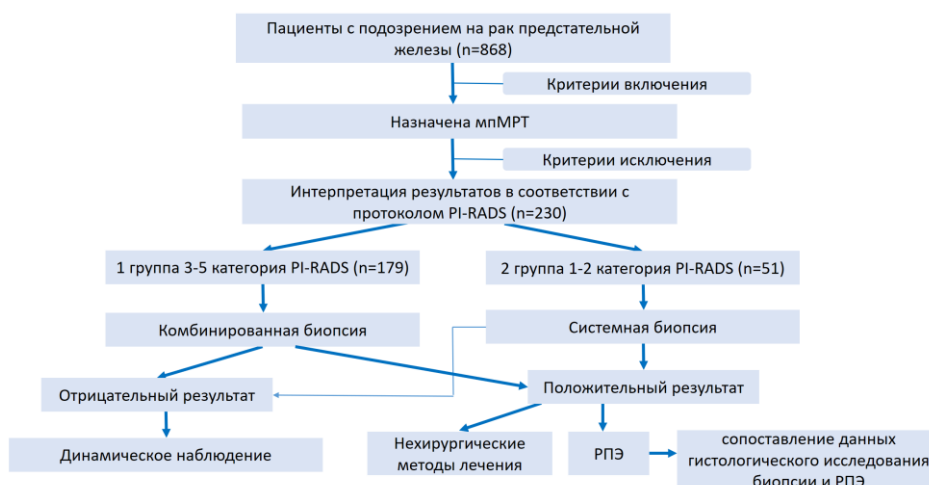 Пациенты с подозрением на рак предстательной
железы (n=868)
Критерии включения
Назначена мпМРТ
Критерии исключения
Интерпретация результатов в соответствии с
протоколом PI-RADS (n=230)
1 группа 3-5 категория PI-RADS (n=179)
2 группа 1-2 категория PI-RADS (n=51)
Комбинированная биопсия
Системная биопсия
Отрицательный результат
Положительный результат
Динамическое наблюдение
Нехирургические
методы лечения
РПЭ
сопоставление данных
гистологического исследования
биопсии и РПЭ